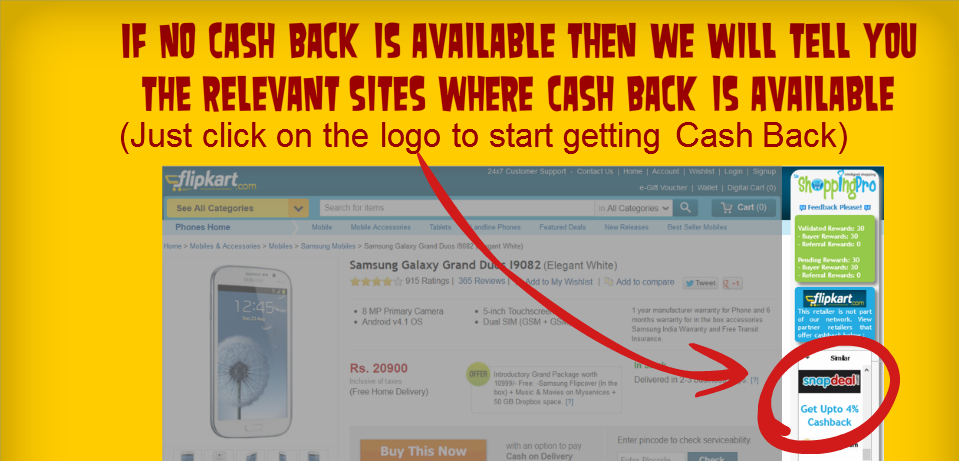 IF NO CASH BACK IS AVAILABLE THEN WE WILL TELL YOU
THE RELEVANT SITES WHERE CASH BACK IS AVAILABLE
(Just click on the logo to start getting Cash Back)
24x7 Customer Support - Contact Us | Home | Account | Wishlist | Login | Signup
flipkart.com
e-Gift Voucher | Wallet | Digital Cart (0)
See All Categories
Search for items
in All Categories
Cart (0)
Phones Home
Mobile
Mobile Accessories
Tablets
Landline Phones
Featured Deals
New Releases
Best Seller Mobiles
Home > Mobiles & Accessories > Mobiles > Samsung Mobiles > Samsung Galaxy Grand Duos I9082 (Elegant White)
Samsung Galaxy Grand Duos I9082 (Elegant White)
915 Ratings | 365 Reviews | Add to My Wishlist | Add to compare
Tweet
+1
• 8 MP Primary Camera
• Android v4.1 OS
• 5-inch Touchscreen
• Dual SIM (GSM + GSM)
1 year manufacturer warranty for Phone and 6
months warranty for in the box accessories
Samsung India Warranty and Free Transit
Insurance.
12:45
Rs. 20900
Inclusive of taxes
(Free Home Delivery)
OFFER
Introductory Grand Package worth
10999/- Free: -Samsung Flipcover (In the
box) + Music & Movies on Myservices +
50 GB Dropbox space. [?]
Delivered in 2-3 business days. [?]
Buy This Now
with an option to pay
Cash on Delivery
Enter pincode to check serviceability
Enter Pincode
Check
ShoppingPro
Feedback Please!
Validated Rewards: 30
- Buyer Rewards: 30
- Referral Rewards: 0
Pending Rewards: 30
- Buyer Rewards: 30
- Referral Rewards: 0
flipkart.com
This retailer is not part
of our network. View
partner retailers that
offer cashback below :
Similar
snapdeal
Get Upto 4%
Cashback